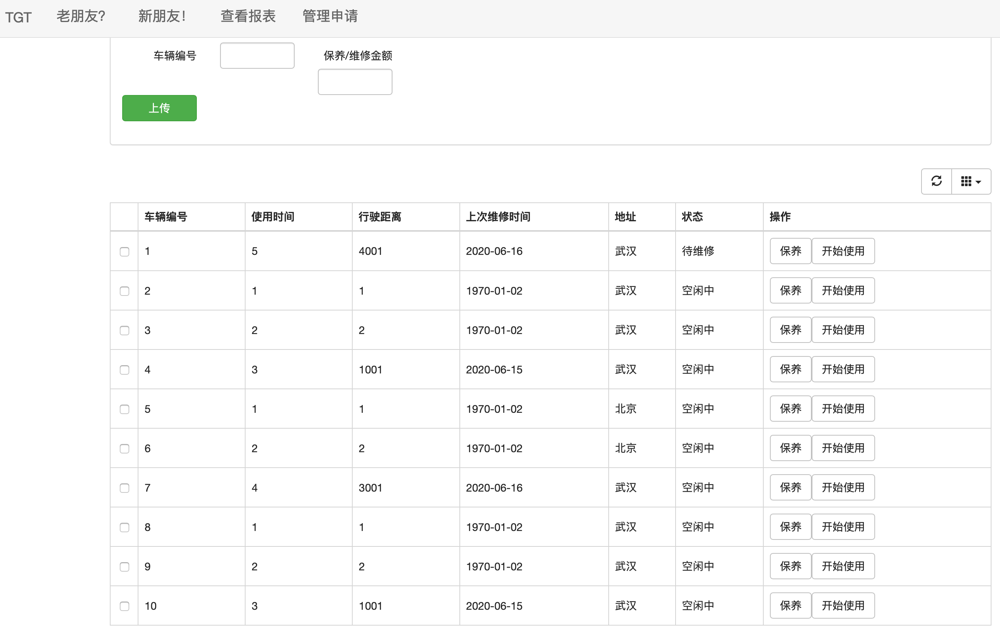 TGT 老朋友? 新朋友! 查看报表 管理申请
车辆编号 保养/维修金额
上传
车辆编号 使用时间 行驶距离 上次维修时间 地址 状态 操作
1 5 4001 2020-06-16 武汉 待维修 保养 开始使用
2 1 1 1970-01-02 武汉 空闲中 保养 开始使用
3 2 2 1970-01-02 武汉 空闲中 保养 开始使用
4 3 1001 2020-06-15 武汉 空闲中 保养 开始使用
5 1 1 1970-01-02 北京 空闲中 保养 开始使用
6 2 2 1970-01-02 北京 空闲中 保养 开始使用
7 4 3001 2020-06-16 武汉 空闲中 保养 开始使用
8 1 1 1970-01-02 武汉 空闲中 保养 开始使用
9 2 2 1970-01-02 武汉 空闲中 保养 开始使用
10 3 1001 2020-06-15 武汉 空闲中 保养 开始使用